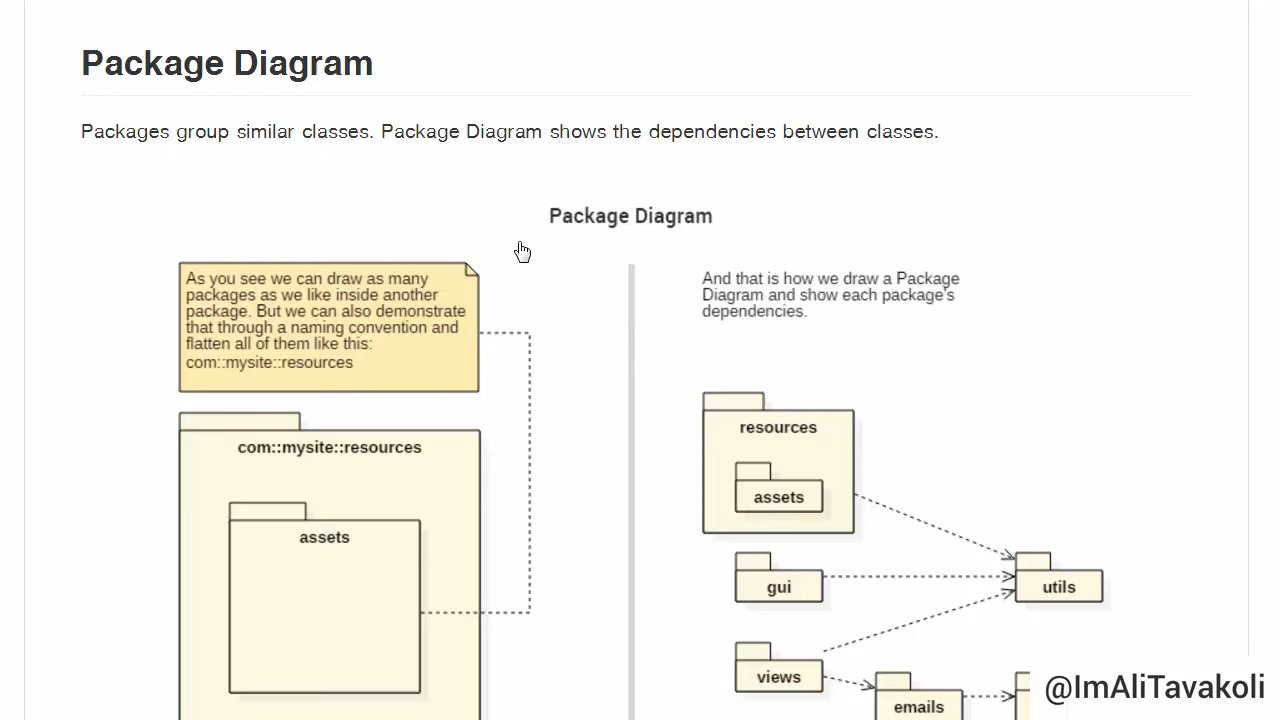 Package Diagram
Packages group similar classes. Package Diagram shows the dependencies between classes.
Package Diagram
As you see we can draw as many
packages as we like inside another
package. But we can also demonstrate
that through a naming convention and
flatten all of them like this:
com::mysite::resources
com::mysite::resources
assets
And that is how we draw a Package
Diagram and show each package's
dependencies.
resources
assets
gui
utils
views
emails
@ImAliTavakoli